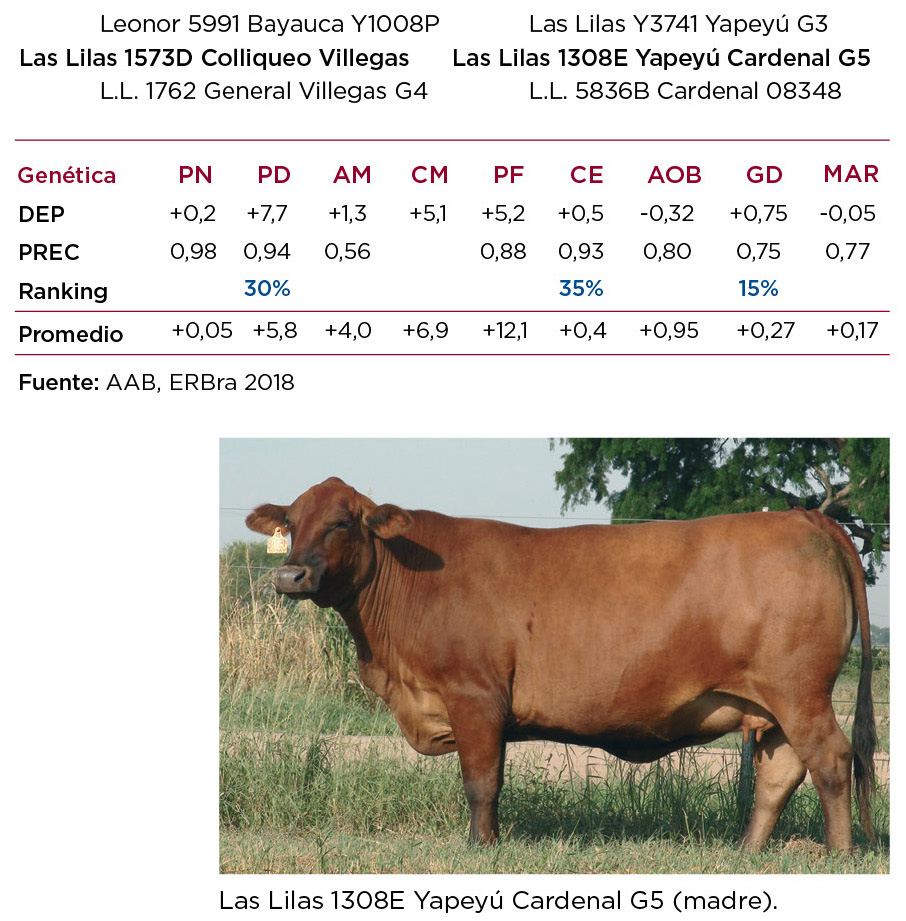 Leonor 5991 Bayauca Y1008P Las Lilas Y3741 Yapeyú G3
Las Lilas 1573D Colliqueo Villegas Las Lilas 1308E Yapeyú Cardenal G5
L.L. 1762 General Villegas G4 L.L. 5836B Cardenal 08348
Genética PN PD AM CM PF CE AOB GD MAR
DEP +0,2 +7,7 +1,3 +5,1 +5,2 +0,5 -0,32 +0,75 -0,05
PREC 0,98 0,94 0,56 0,88 0,93 0,80 0,75 0,77
Ranking 30% 35% 15%
Promedio +0,05 +5,8 +4,0 +6,9 +12,1 +0,4 +0,95 +0,27 +0,17
Fuente: AAB, ERBra 2018
Las Lilas 1308E Yapeyú Cardenal G5 (madre).